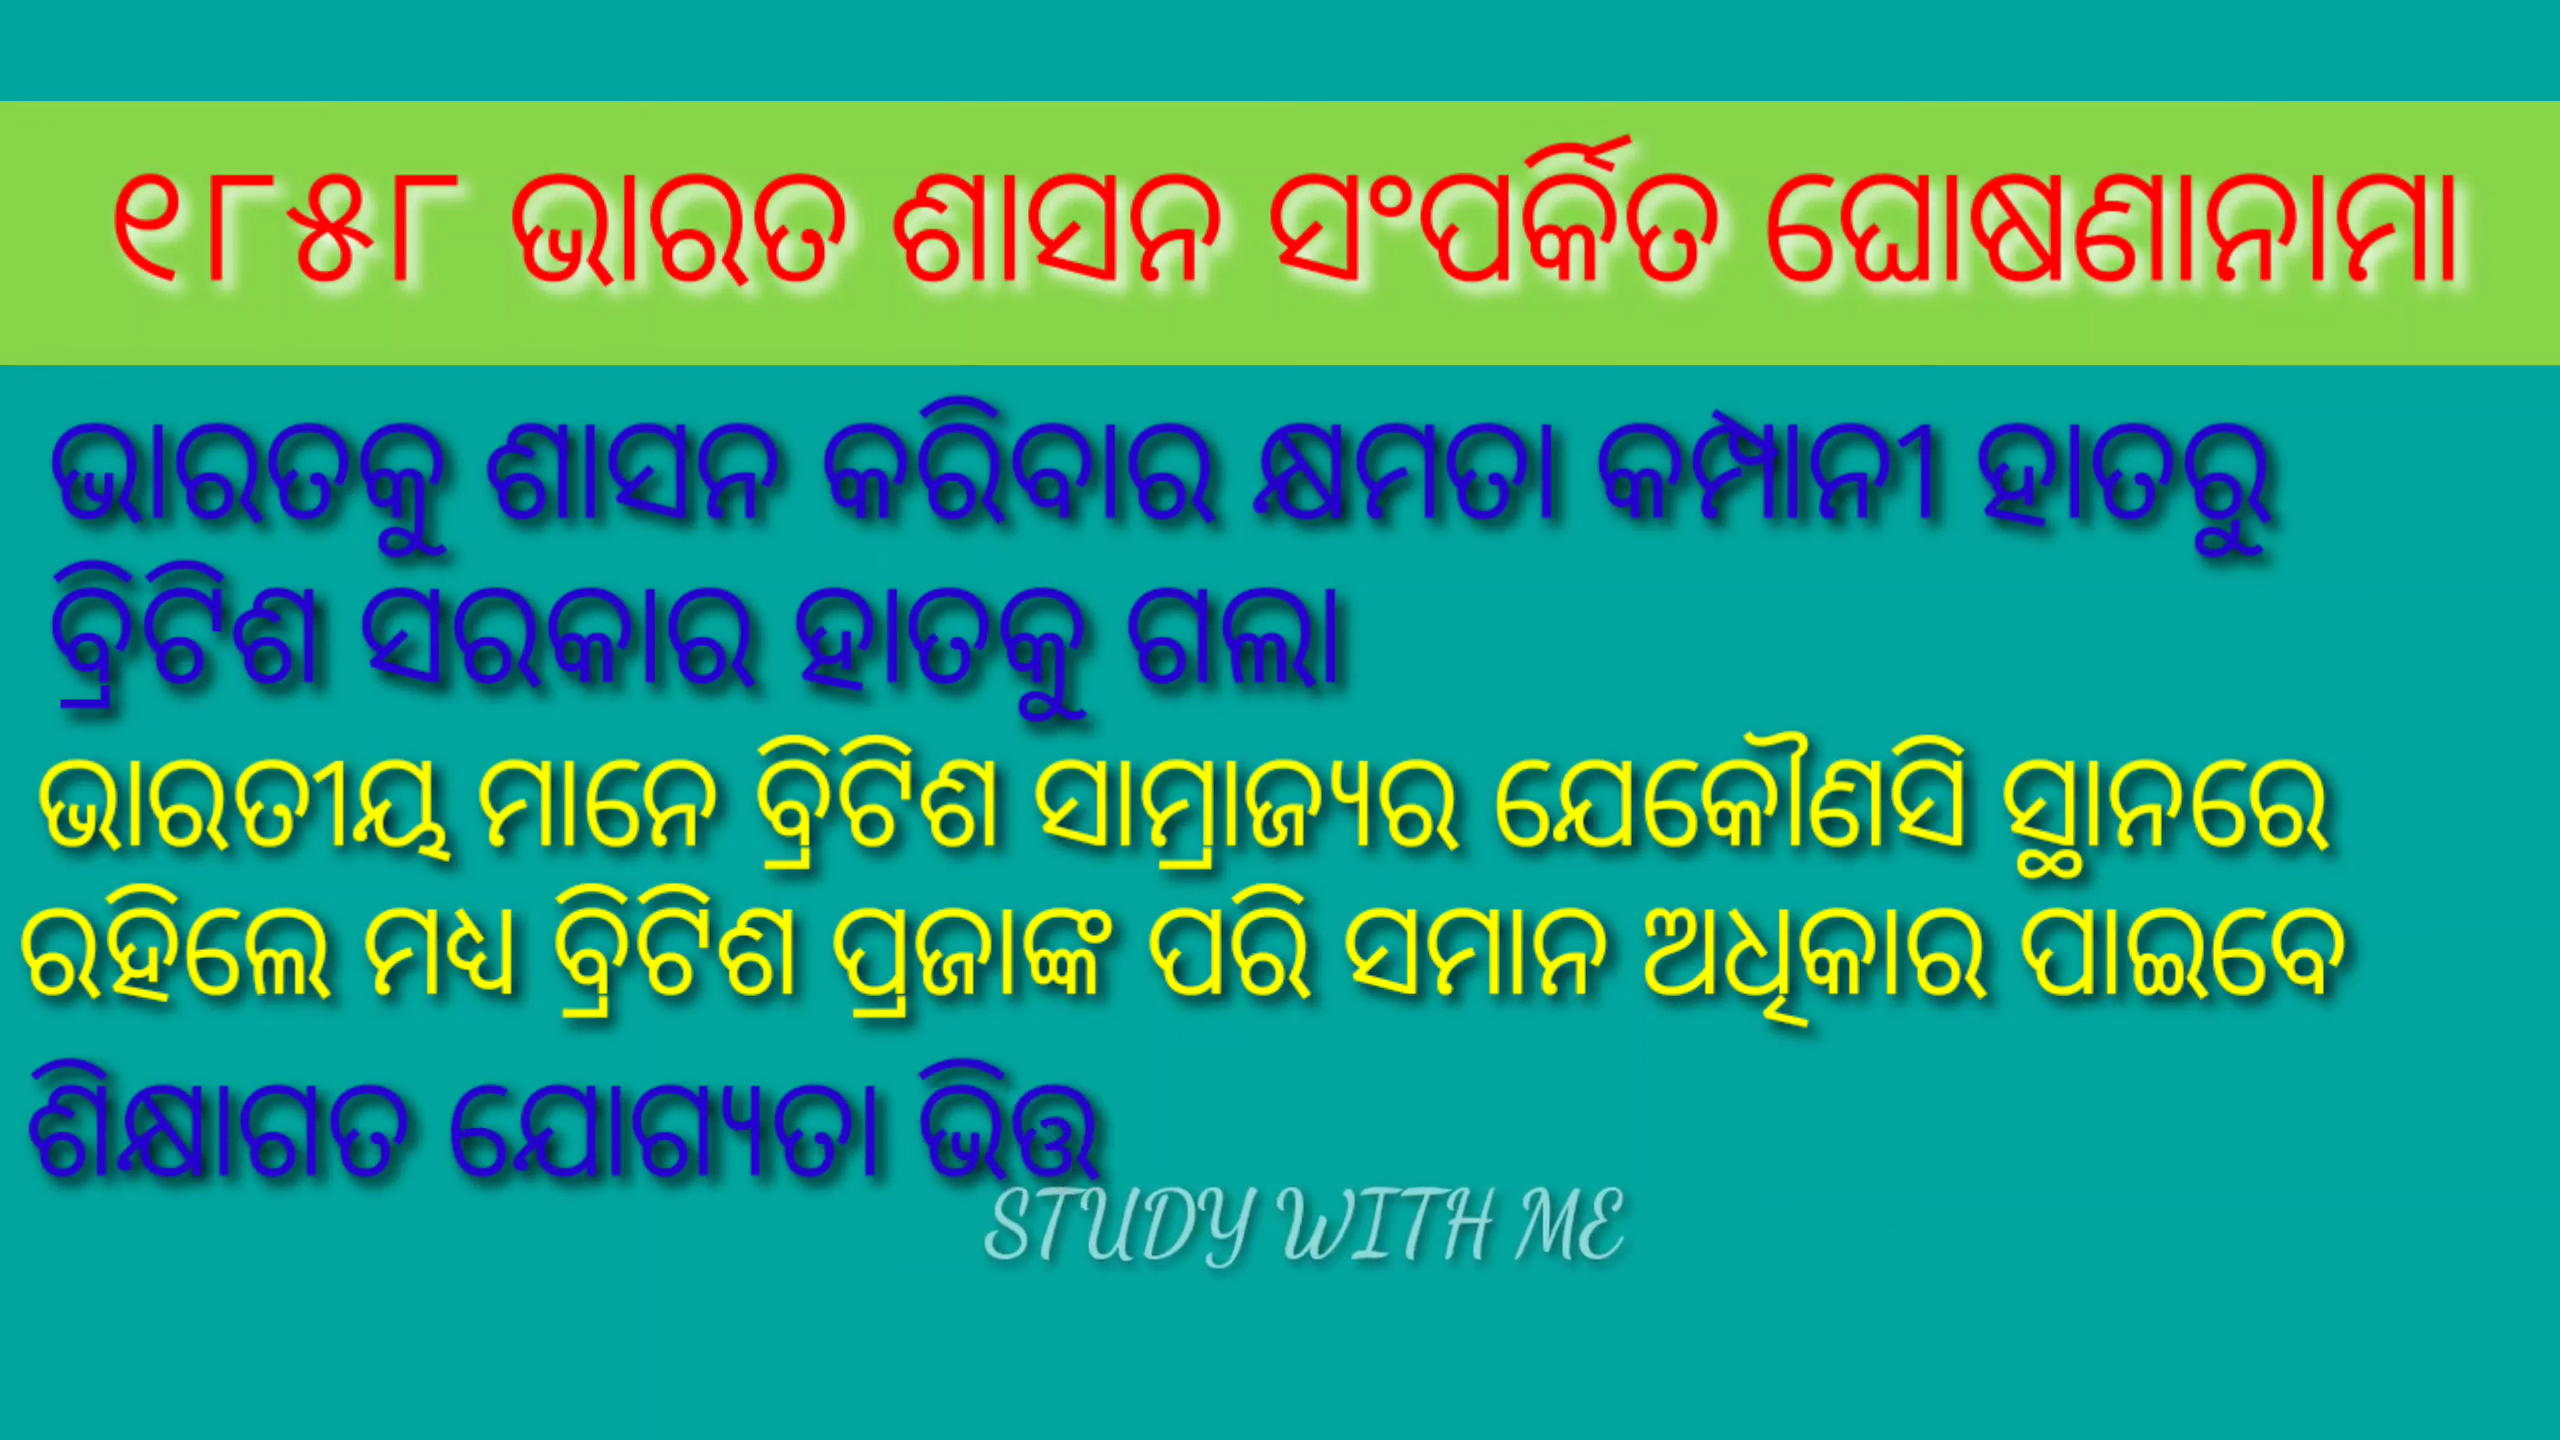 ୧୮୫୮ ଭାରତ ଶାସନ ସଂପର୍କିତ ଘୋଷଣାନାମା
ଭାରତକୁ ଶାସନ କରିବାର କ୍ଷମତା କମ୍ପାନୀ ହାତରୁ
ବ୍ରିଟିଶ ସରକାର ହାତକୁ ଗଲା
ଭାରତୀୟ ମାନେ ବ୍ରିଟିଶ ସାମ୍ରାଜ୍ୟର ଯେକୌଣସି ସ୍ଥାନରେ
ରହିଲେ ମଧ୍ୟ ବ୍ରିଟିଶ ପ୍ରଜାଙ୍କ ପରି ସମାନ ଅଧିକାର ପାଇବେ
ଶିକ୍ଷାଗତ ଯୋଗ୍ୟତା ଭିତ୍ତ
STUDY WITH ME